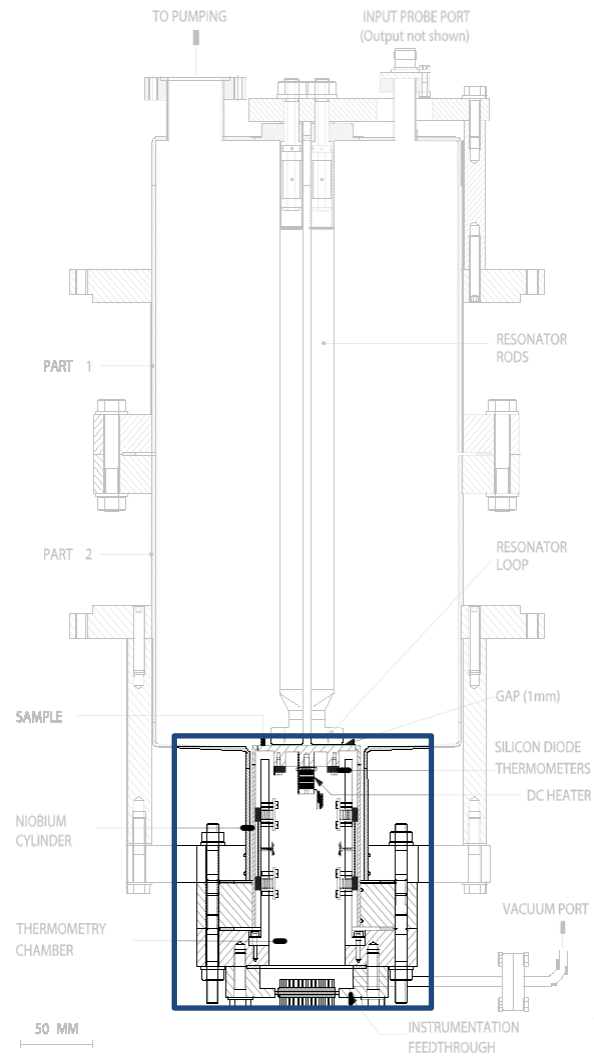 TO PUMPING
INPUT PROBE PORT
(Output not shown)
RESONATOR
RODS
PART 1
PART 2
RESONATOR
LOOP
GAP (1mm)
SAMPLE
SILICON DIODE
THERMOMETERS
DC HEATER
NIOBIUM
CYLINDER
VACUUM PORT
THERMOMETRY
CHAMBER
50 MM
INSTRUMENTATION
FEEDTHROUGH